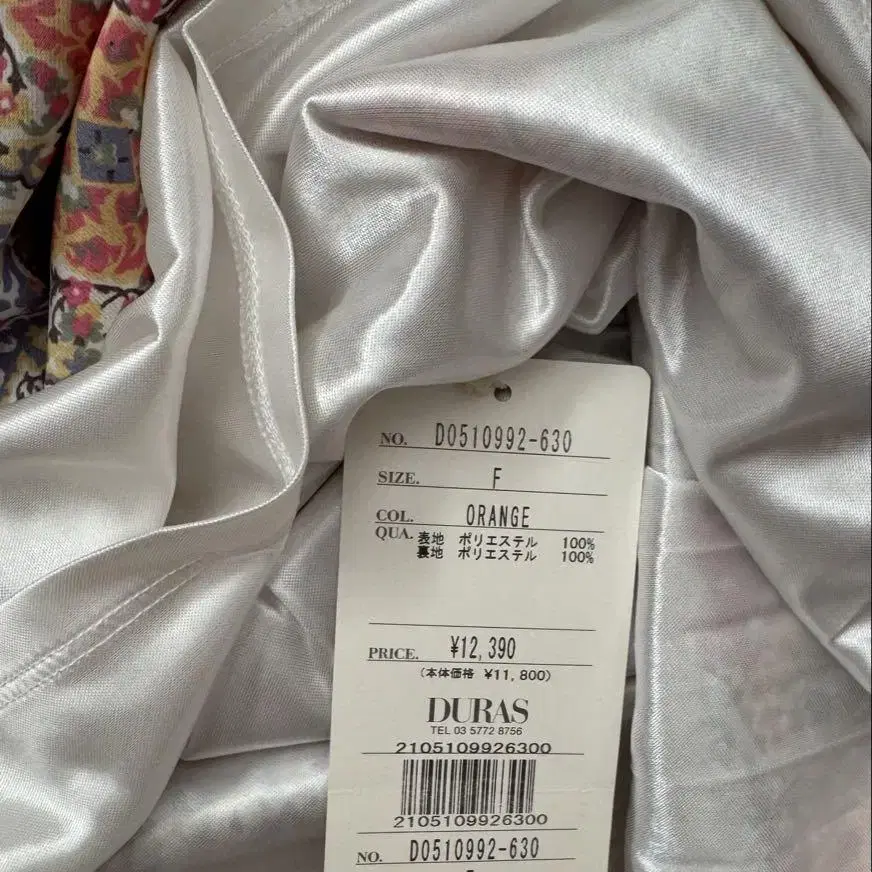 NO. D0510992-630
SIZE. F
COL. ORANGE
QUA. 表地 ポリエステル 100%
裏地 ポリエステル 100%
PRICE. ¥12,390
(本体価格 ¥11,800)
DURAS
TEL 03 5772 8756
2105109926300
2105109926300
NO. D0510992-630